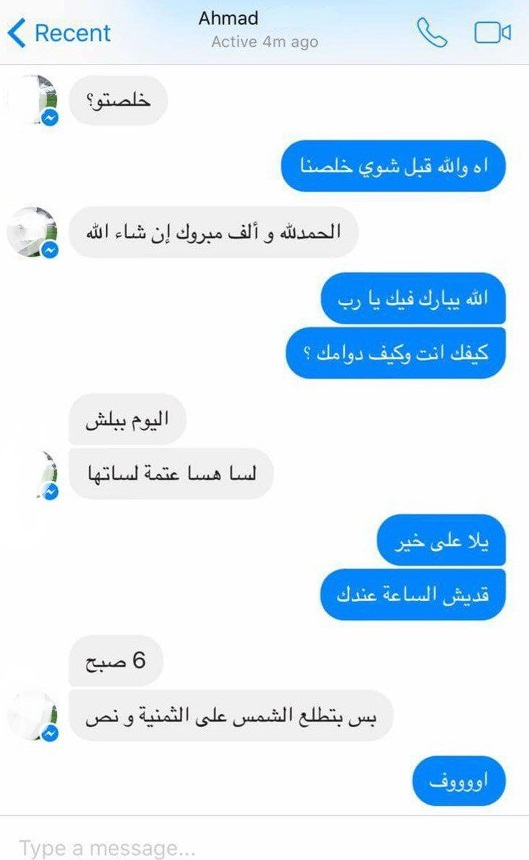 Recent
Ahmad
Active 4m ago
خلصتو؟
اه والله قبل شوي خلصنا
الحمدلله و ألف مبروك إن شاء الله
الله يبارك فيك يا رب
كيفك انت وكيف دوامك ؟
اليوم ببلش
لسا هسا عتمة لساتها
يلا على خير
قديش الساعة عندك
6 صبح
بس بتطلع الشمس على الثمنية و نص
اووووف
Type a message...